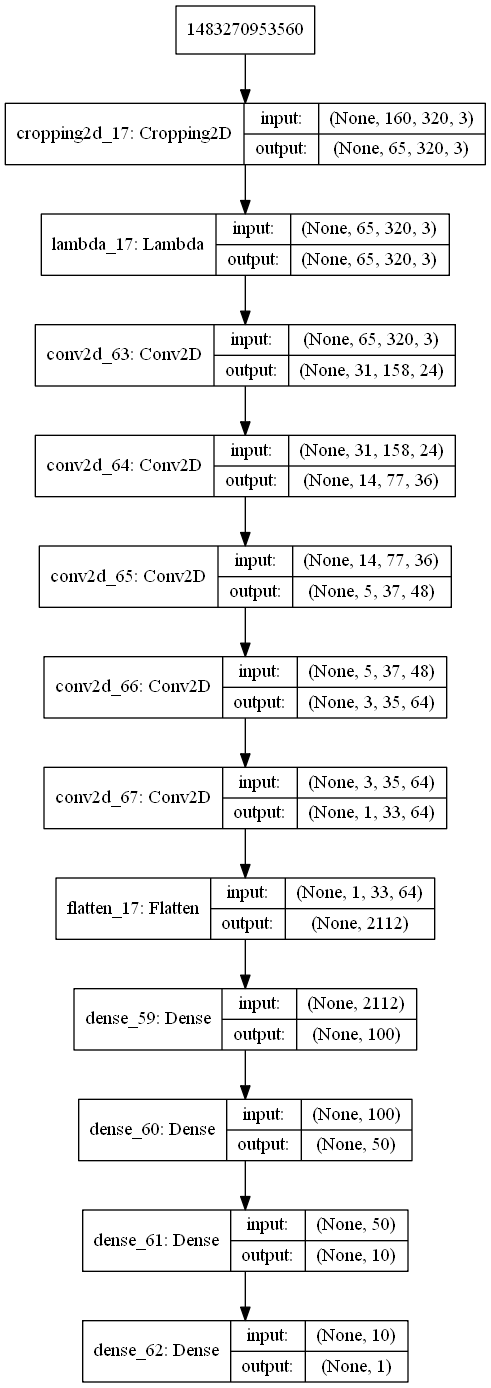 1483270953560
cropping2d_17: Cropping2D
input: (None, 160, 320, 3)
output: (None, 65, 320, 3)
lambda_17: Lambda
input: (None, 65, 320, 3)
output: (None, 65, 320, 3)
conv2d_63: Conv2D
input: (None, 65, 320, 3)
output: (None, 31, 158, 24)
conv2d_64: Conv2D
input: (None, 31, 158, 24)
output: (None, 14, 77, 36)
conv2d_65: Conv2D
input: (None, 14, 77, 36)
output: (None, 5, 37, 48)
conv2d_66: Conv2D
input: (None, 5, 37, 48)
output: (None, 3, 35, 64)
conv2d_67: Conv2D
input: (None, 3, 35, 64)
output: (None, 1, 33, 64)
flatten_17: Flatten
input: (None, 1, 33, 64)
output: (None, 2112)
dense_59: Dense
input: (None, 2112)
output: (None, 100)
dense_60: Dense
input: (None, 100)
output: (None, 50)
dense_61: Dense
input: (None, 50)
output: (None, 10)
dense_62: Dense
input: (None, 10)
output: (None, 1)